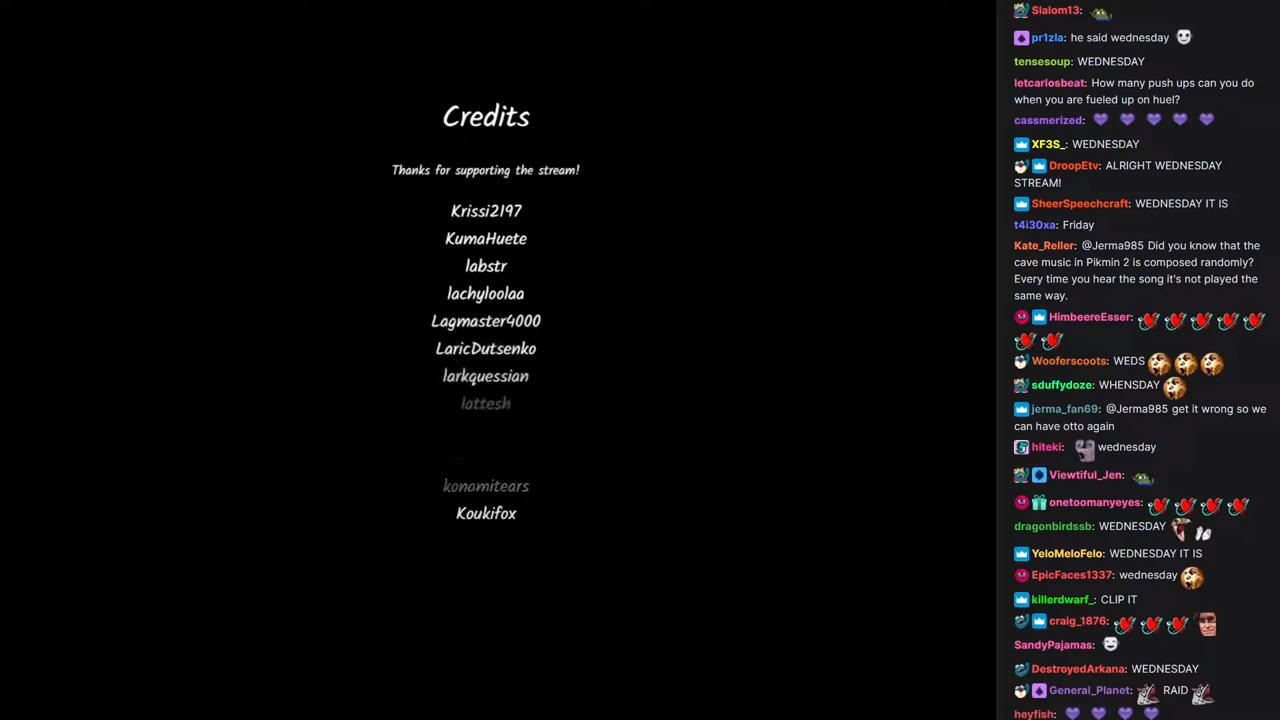 Credits
Thanks for supporting the stream!
Krissi2197
KumaHuete
labstr
lachyloolaa
Lagmaster4000
LaricDutsenko
larkquessian
lattesh
konamitears
Koukifox
Slalom13:
pr1zla: he said wednesday
tensesoup: WEDNESDAY
letcarlosbeat: How many push ups can you do
when you are fueled up on huel?
cassmerized:
XF3S_: WEDNESDAY
DroopEtv: ALRIGHT WEDNESDAY
STREAM!
SheerSpeechcraft: WEDNESDAY IT IS
t4i30xa: Friday
Kate_Reller: @Jerma985 Did you know that the
cave music in Pikmin 2 is composed randomly?
Every time you hear the song it's not played the
same way.
HimbeereEsser:
Wooferscoots: WEDS
sduffydoze: WHENSDAY
jerma_fan69: @Jerma985 get it wrong so we
can have otto again
hiteki: wednesday
Viewtiful_Jen:
onetoomanyeyes:
dragonbirdssb: WEDNESDAY
YeloMeloFelo: WEDNESDAY IT IS
EpicFaces1337: wednesday
killerdwarf_: CLIP IT
craig_1876:
SandyPajamas:
DestroyedArkana: WEDNESDAY
General_Planet: RAID
heyfish: